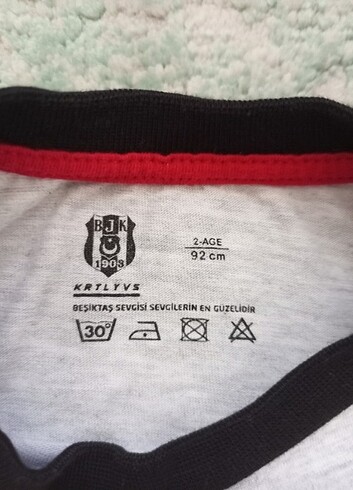 BJK
1903
2-AGE
92 cm
KRTLYVS
BEŞİKTAŞ SEVGİSİ SEVGİLERİN EN GÜZELİDİR
30°